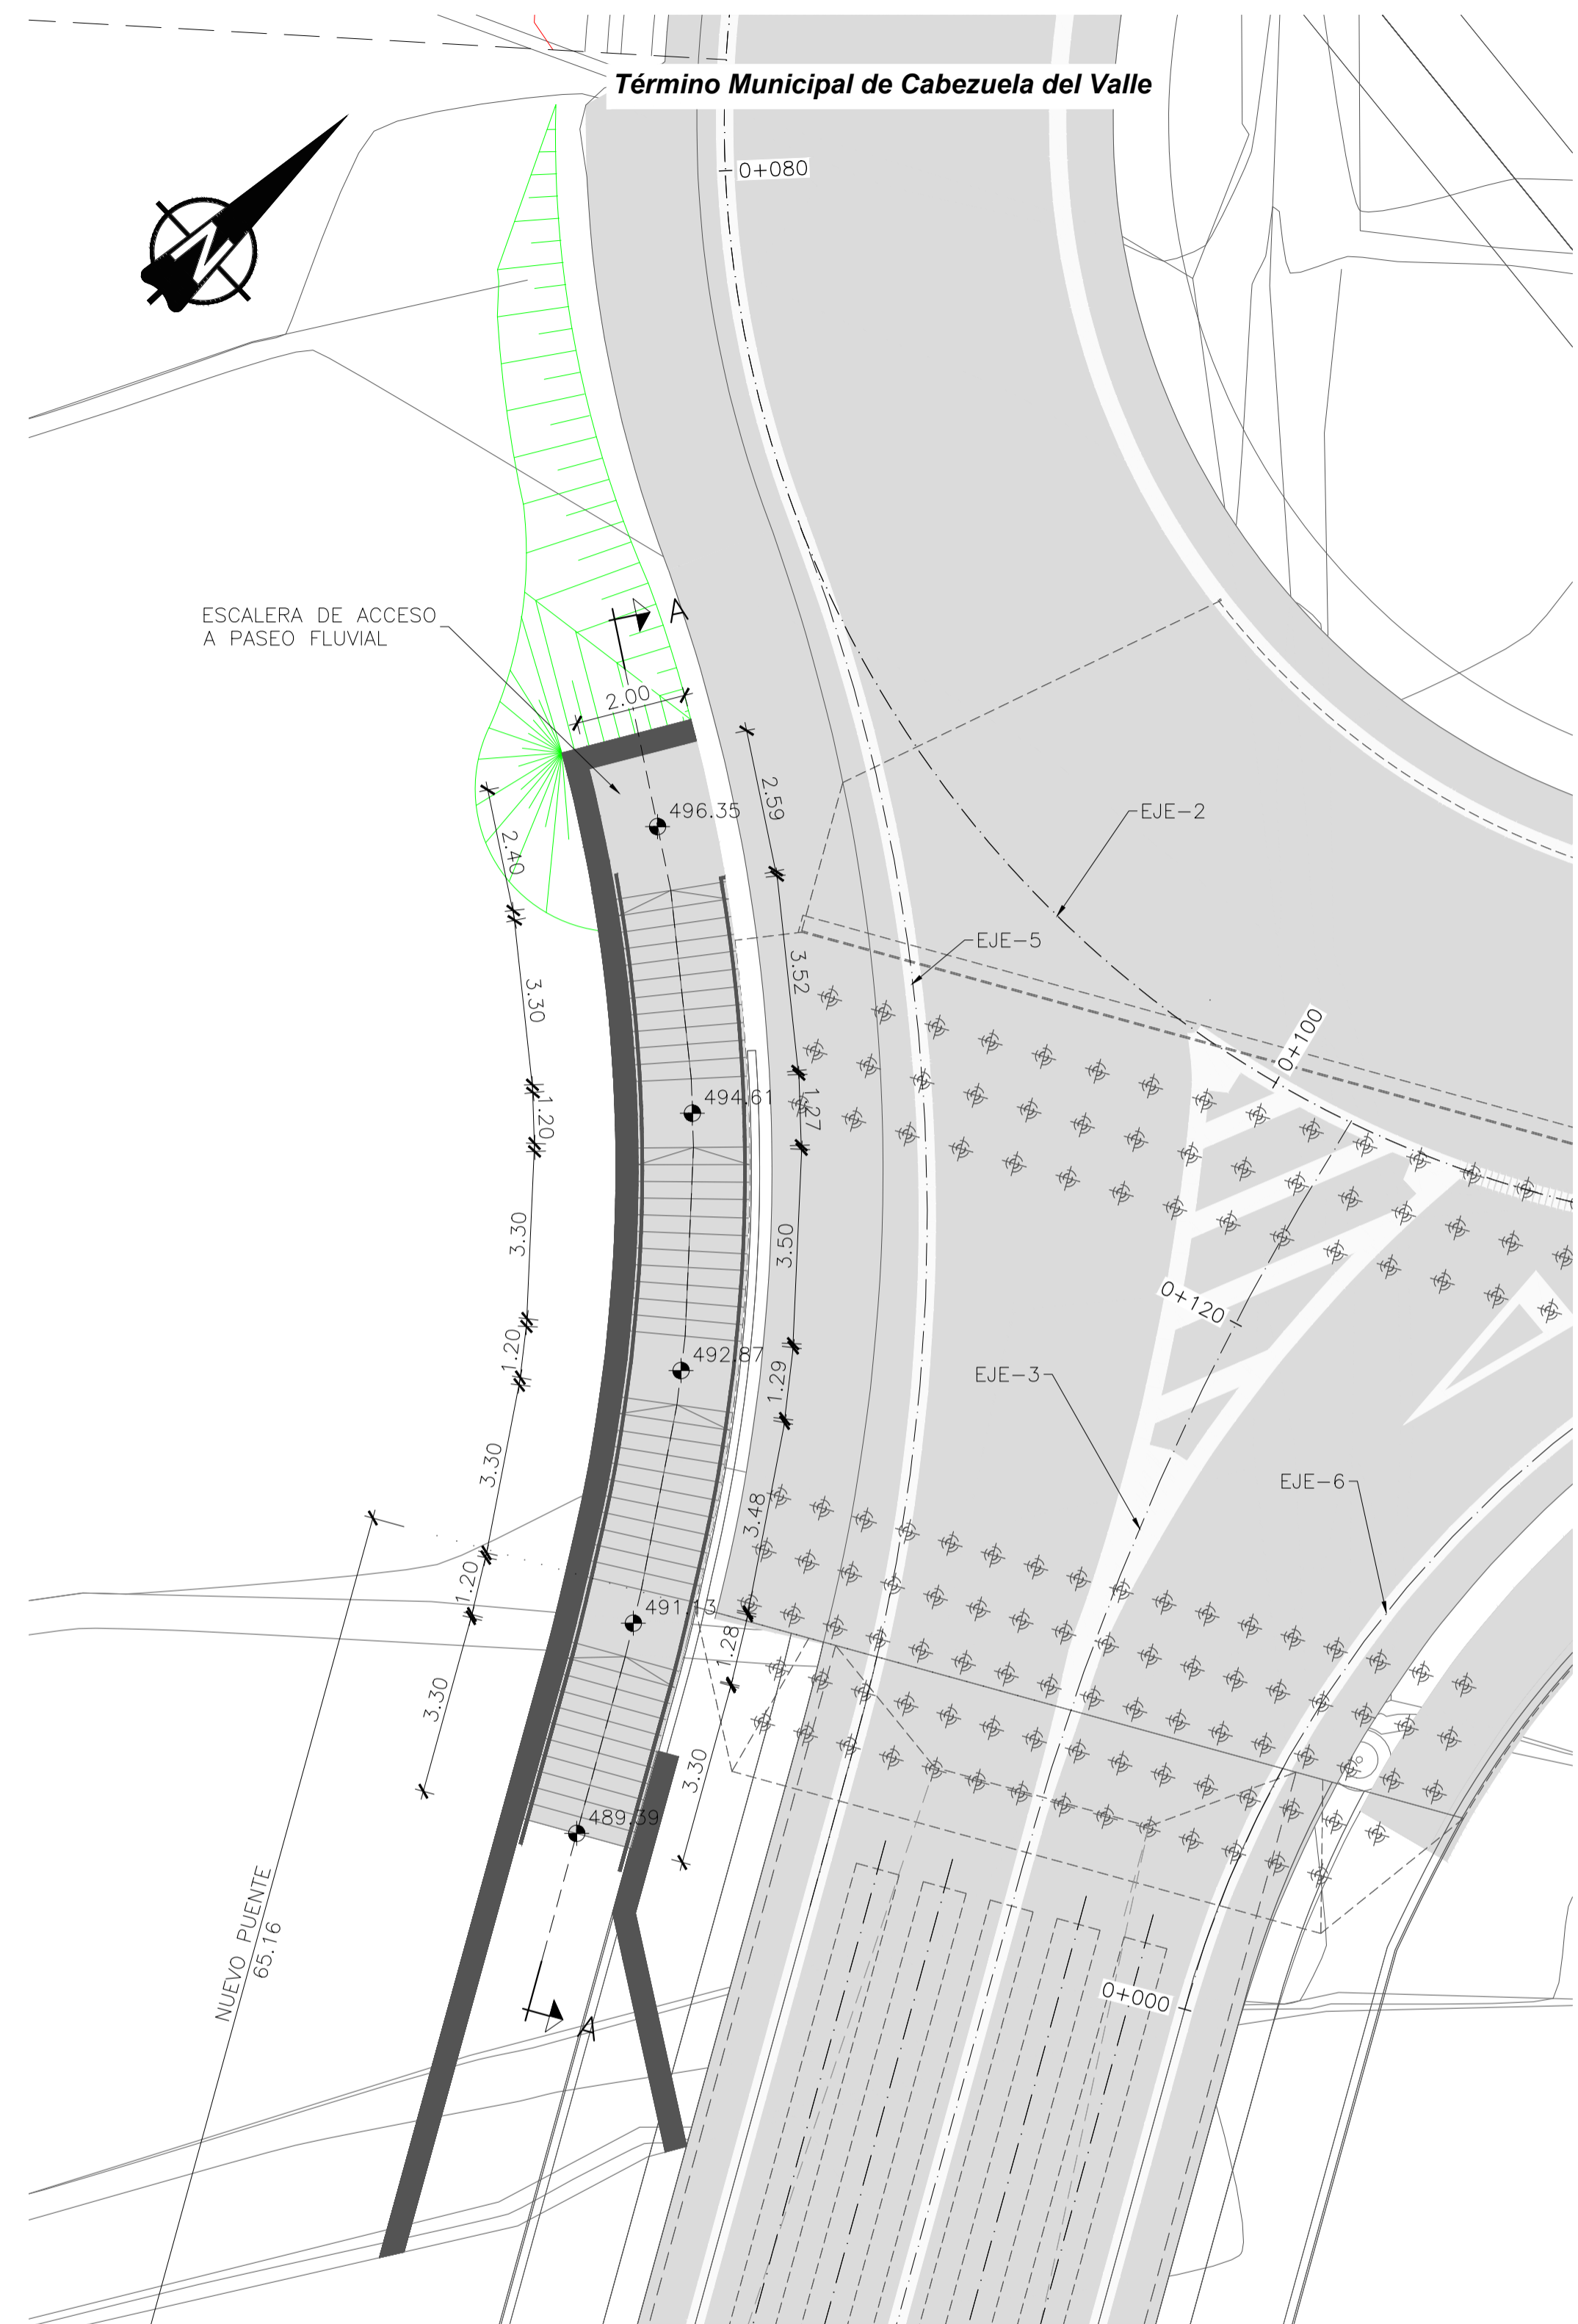 Término Municipal de Cabezuela del Valle
0+080
N
ESCALERA DE ACCESO
A PASEO FLUVIAL
A
2.00
2.59
496.35
EJE-2
2.40
EJE-5
3.52
3.30
0+100
494.61
1.27
1.20
3.50
3.30
0+120
492.87
1.20
1.29
EJE-3
3.30
EJE-6
3.48
1.20
491.13
1.28
3.30
3.30
489.39
NUEVO PUENTE
65.16
0+000
A